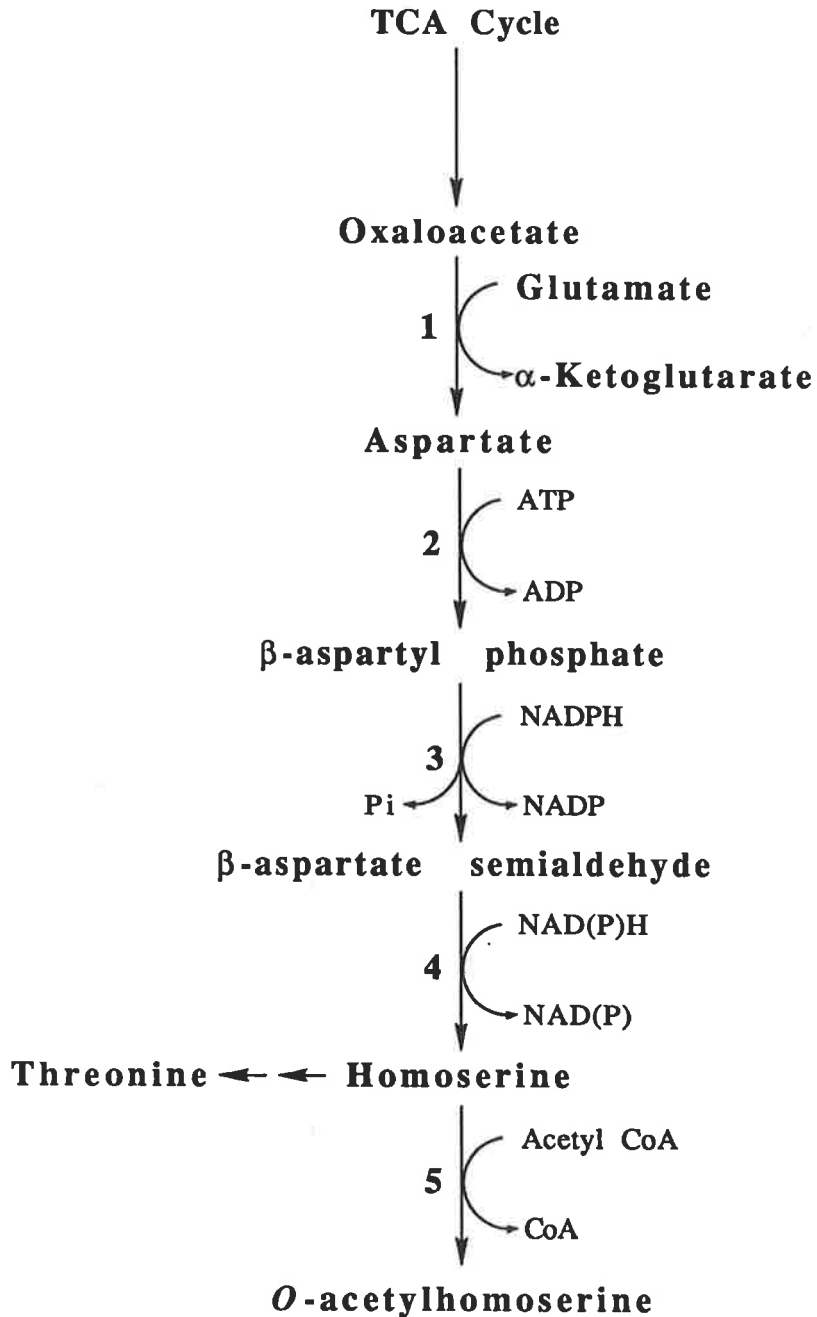 TCA Cycle
Oxaloacetate
Glutamate
1
α-Ketoglutarate
Aspartate
ATP
2
ADP
β-aspartyl phosphate
NADPH
3
Pi NADP
β-aspartate semialdehyde
NAD(P)H
4
NAD(P)
Threonine Homoserine
Acetyl CoA
5
CoA
O-acetylhomoserine